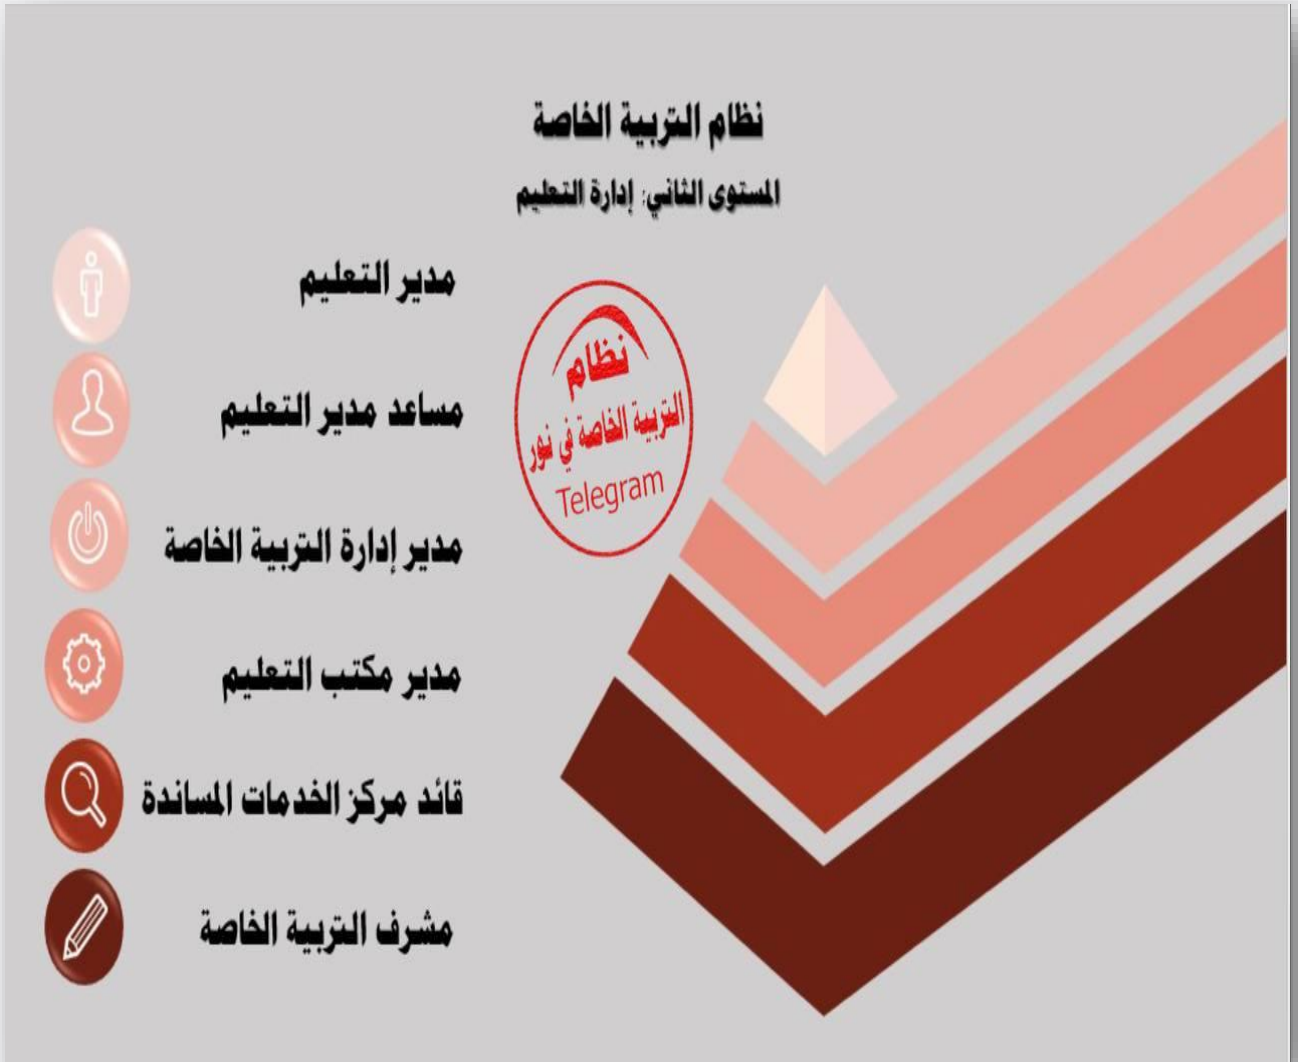 نظام التربية الخاصة
المستوى الثاني: إدارة التعليم
مدير التعليم
مساعد مدير التعليم
مدير إدارة التربية الخاصة
مدير مكتب التعليم
قائد مركز الخدمات المساندة
مشرف التربية الخاصة
نظام
التربية الخاصة في نور
Telegram